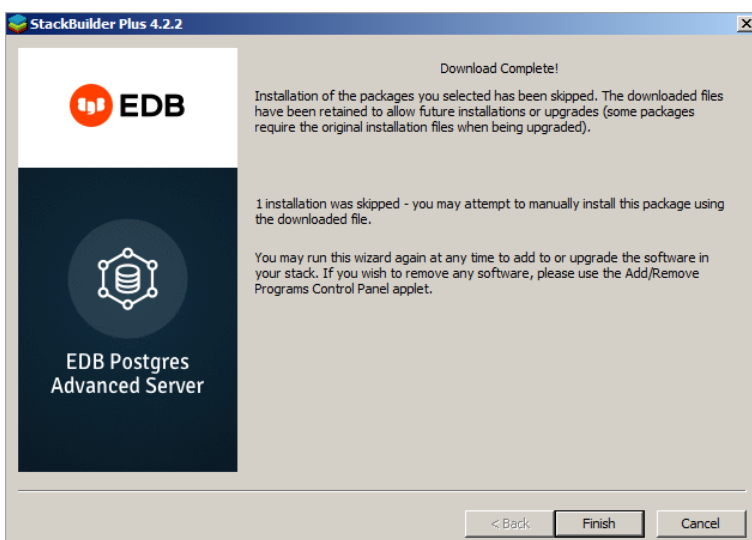 StackBuilder Plus 4.2.2
EDB
EDB Postgres
Advanced Server
Download Complete!
Installation of the packages you selected has been skipped. The downloaded files
have been retained to allow future installations or upgrades (some packages
require the original installation files when being upgraded).
1 installation was skipped - you may attempt to manually install this package using
the downloaded file.
You may run this wizard again at any time to add to or upgrade the software in
your stack. If you wish to remove any software, please use the Add/Remove
Programs Control Panel applet.
< Back Finish Cancel